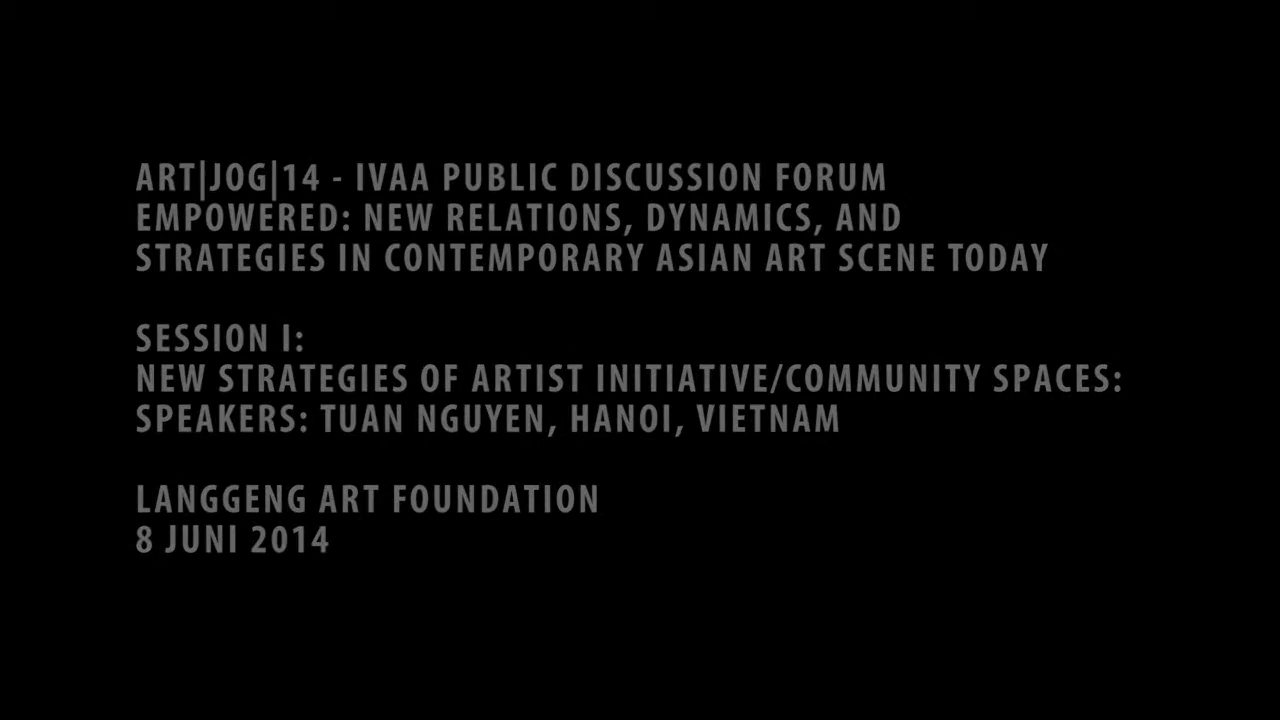 ART|JOG|14 - IVAA PUBLIC DISCUSSION FORUM
EMPOWERED: NEW RELATIONS, DYNAMICS, AND
STRATEGIES IN CONTEMPORARY ASIAN ART SCENE TODAY
SESSION I:
NEW STRATEGIES OF ARTIST INITIATIVE/COMMUNITY SPACES:
SPEAKERS: TUAN NGUYEN, HANOI, VIETNAM
LANGGENG ART FOUNDATION
8 JUNI 2014